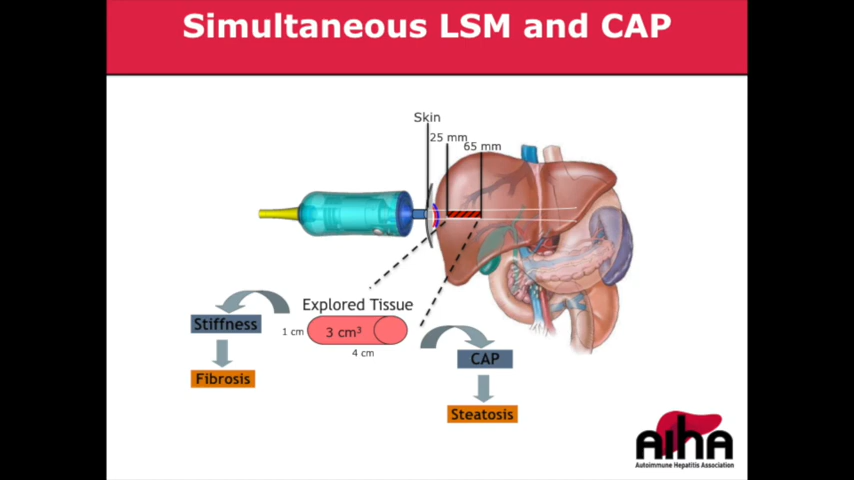 Simultaneous LSM and CAP
Skin
25 mm
65 mm
Explored Tissue
Stiffness
1 cm
3 cm³
4 cm
CAP
Fibrosis
Steatosis
AIHA
Autoimmune Hepatitis Association